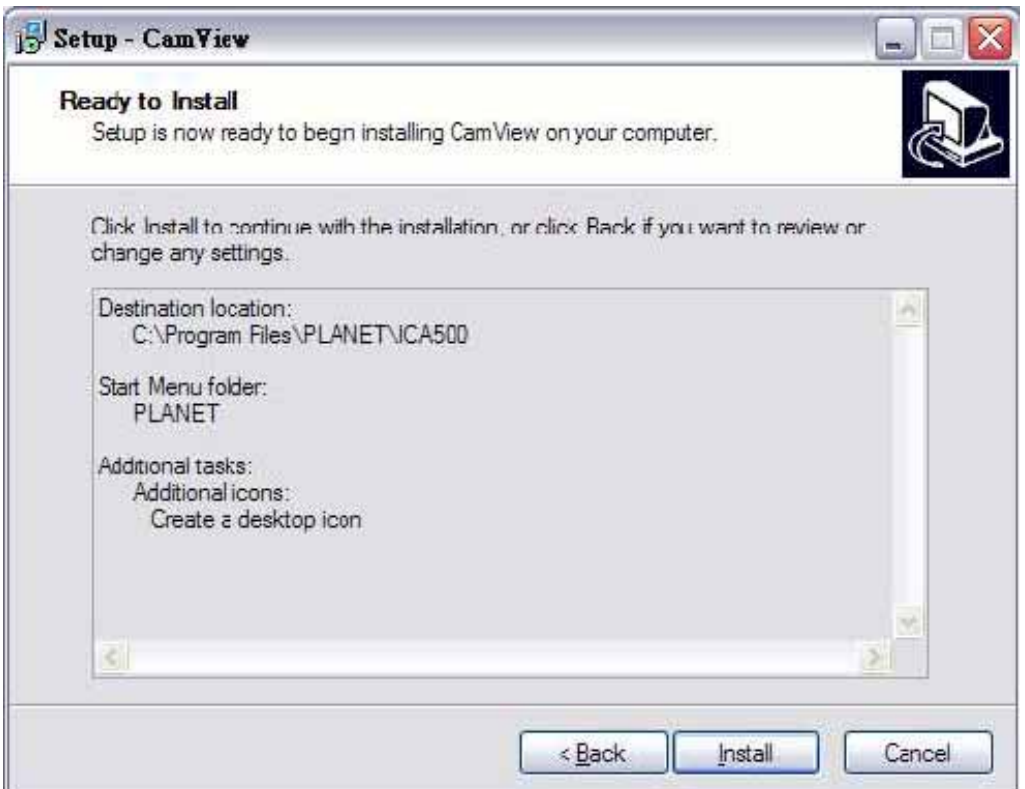 Setup - CamView
Ready to Install
Setup is now ready to begin installing CamView on your computer.
Click Install to continue with the installation, or click Back if you want to review or
change any settings.
Destination location:
C:\Program Files\PLANET\ICA500
Start Menu folder:
PLANET
Additional tasks:
Additional icons:
Create a desktop icon
< Back
Install
Cancel